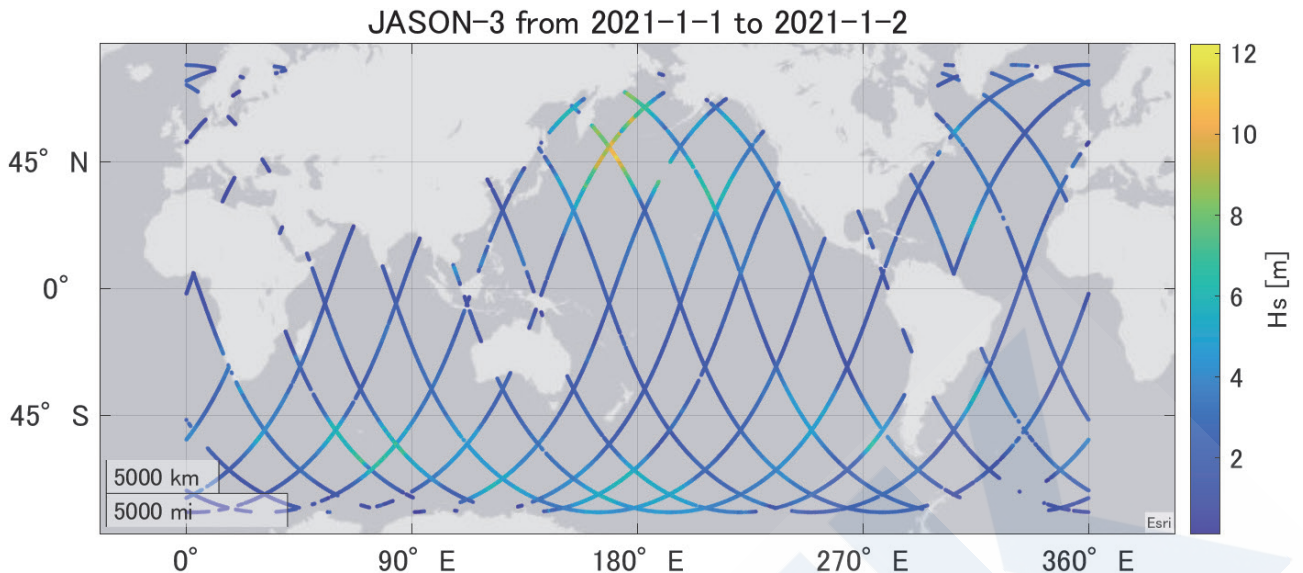 JASON-3 from 2021-1-1 to 2021-1-2
12
10
8
6
4
2
Hs [m]
45° N
0°
45° S
5000 km
5000 mi
Esri
0°
90° E
180° E
270° E
360° E